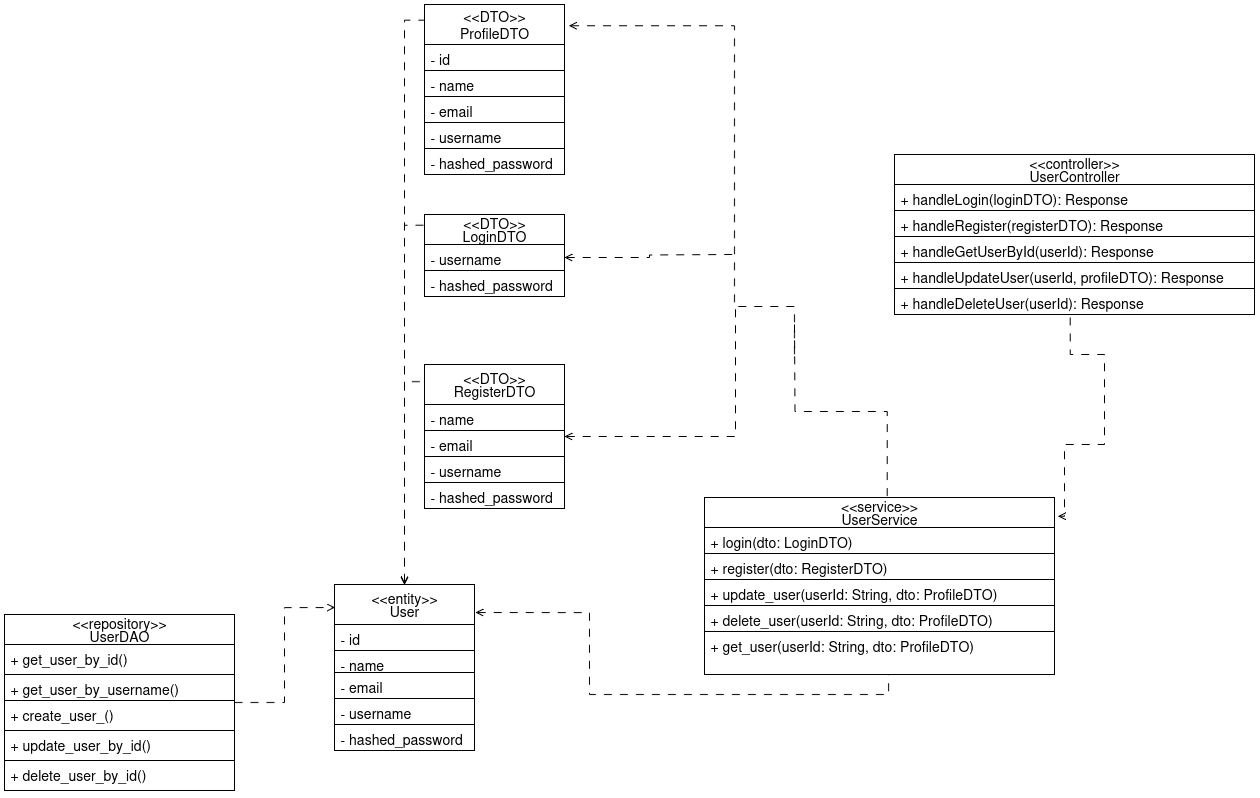 <<DTO>>
ProfileDTO
- id
- name
- email
- username
- hashed_password
<<DTO>>
LoginDTO
- username
- hashed_password
<<DTO>>
RegisterDTO
- name
- email
- username
- hashed_password
<<controller>>
UserController
+ handleLogin(loginDTO): Response
+ handleRegister(registerDTO): Response
+ handleGetUserById(userId): Response
+ handleUpdateUser(userId, profileDTO): Response
+ handleDeleteUser(userId): Response
<<service>>
UserService
+ login(dto: LoginDTO)
+ register(dto: RegisterDTO)
+ update_user(userId: String, dto: ProfileDTO)
+ delete_user(userId: String, dto: ProfileDTO)
+ get_user(userId: String, dto: ProfileDTO)
<<entity>>
User
- id
- name
- email
- username
- hashed_password
<<repository>>
UserDAO
+ get_user_by_id()
+ get_user_by_username()
+ create_user_()
+ update_user_by_id()
+ delete_user_by_id()